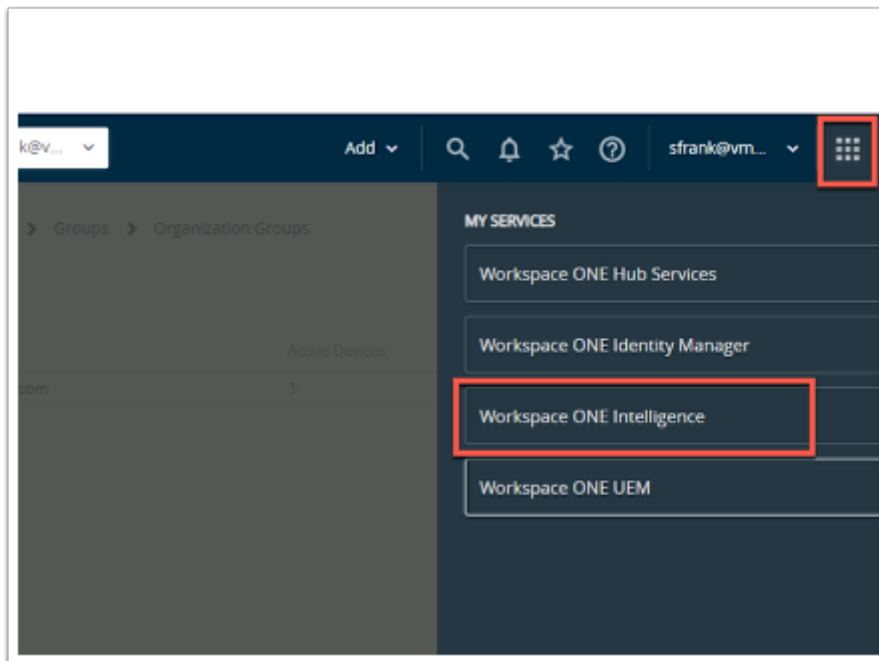 k@v...
Add
sfrank@vm...
Groups
Organization Groups
MY SERVICES
Workspace ONE Hub Services
Workspace ONE Identity Manager
Active Devices
com
1
Workspace ONE Intelligence
Workspace ONE UEM